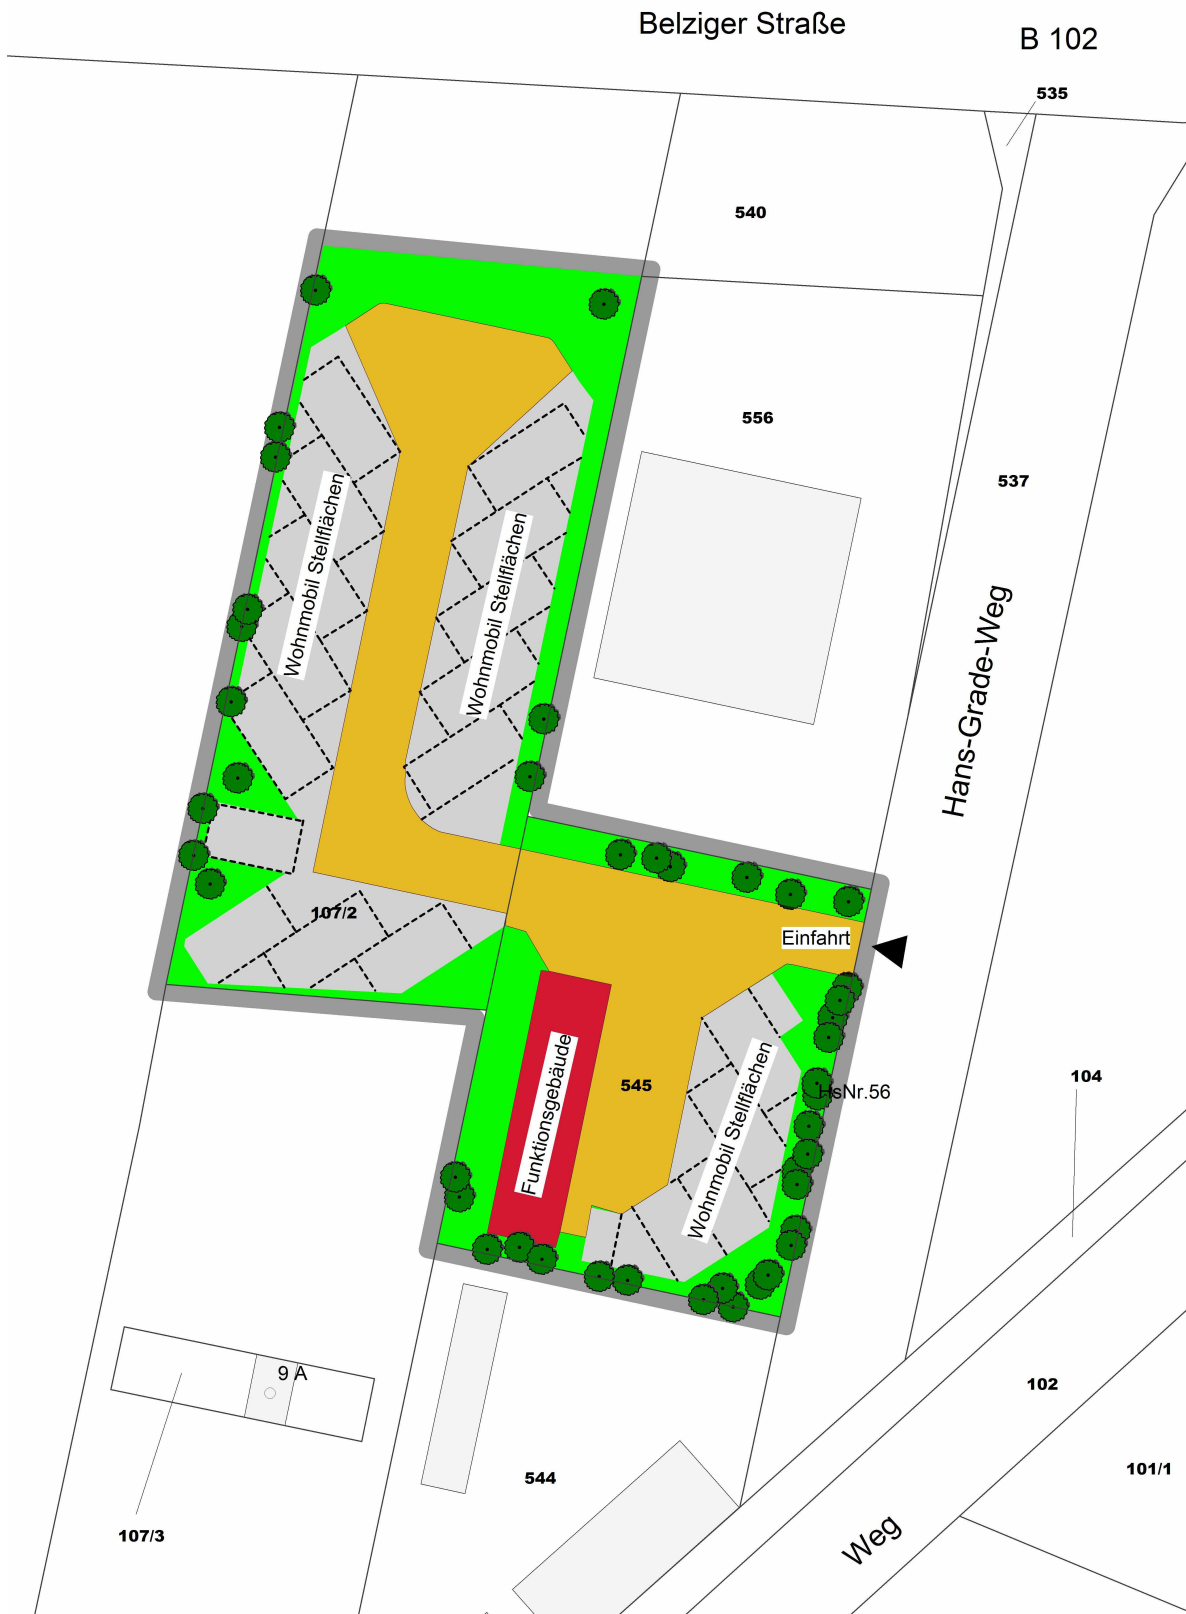 Belziger Straße
B 102
535
540
556
537
Wohnmobil Stellflächen
Wohnmobil Stellflächen
Hans-Grade-Weg
107/2
Einfahrt
Funktionsgebäude
545
Wohnmobil Stellflächen
HsNr.56
104
9 A
102
101/1
544
107/3
Weg